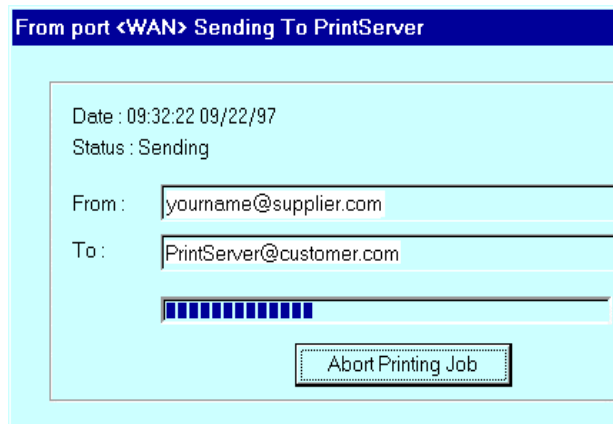 From port <WAN> Sending To PrintServer
Date : 09:32:22 09/22/97
Status : Sending
From : yourname@supplier.com
To : PrintServer@customer.com
Abort Printing Job